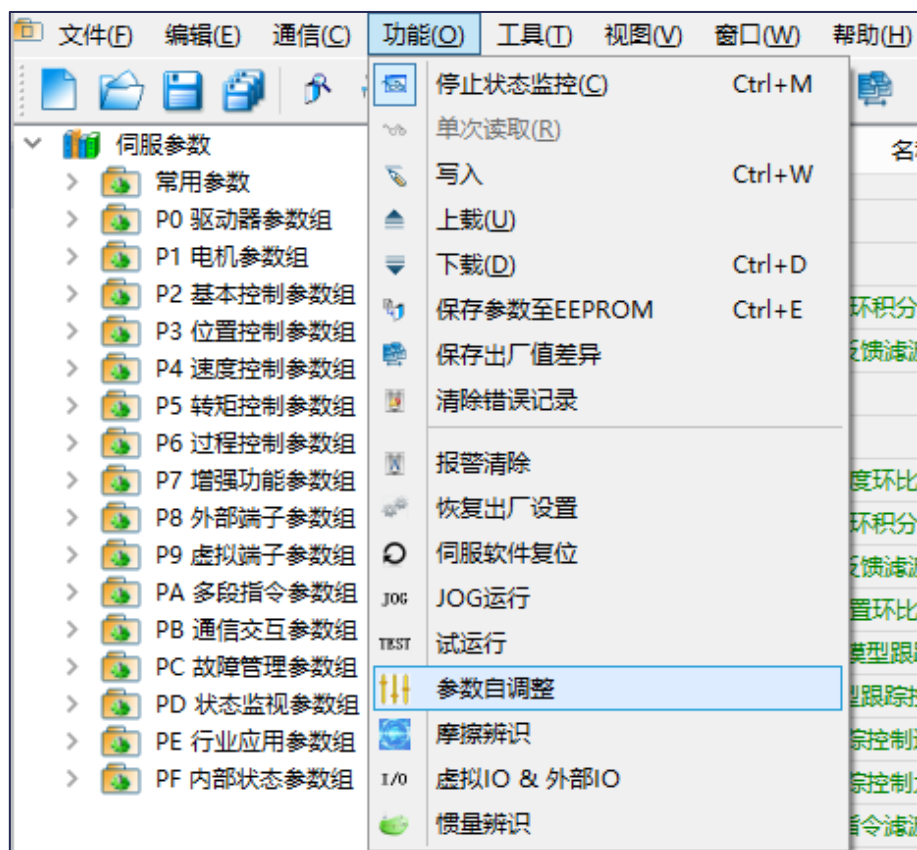 文件(F) 编辑(E) 通信(C) 功能(O) 工具(T) 视图(V) 窗口(W) 帮助(H)
伺服参数
常用参数
P0 驱动器参数组
P1 电机参数组
P2 基本控制参数组
P3 位置控制参数组
P4 速度控制参数组
P5 转矩控制参数组
P6 过程控制参数组
P7 增强功能参数组
P8 外部端子参数组
P9 虚拟端子参数组
PA 多段指令参数组
PB 通信交互参数组
PC 故障管理参数组
PD 状态监视参数组
PE 行业应用参数组
PF 内部状态参数组
停止状态监控(C) Ctrl+M
单次读取(R)
写入 Ctrl+W
上载(U)
下载(D) Ctrl+D
保存参数至EEPROM Ctrl+E
保存出厂值差异
清除错误记录
报警清除
恢复出厂设置
伺服软件复位
JOG JOG运行
TEST 试运行
参数自调整
摩擦辨识
I/O 虚拟IO & 外部IO
惯量辨识
环积分
馈滤波
度环比
环积分
馈滤波
置环比
模型跟
型跟踪控
踪控制
踪控制
指令滤波